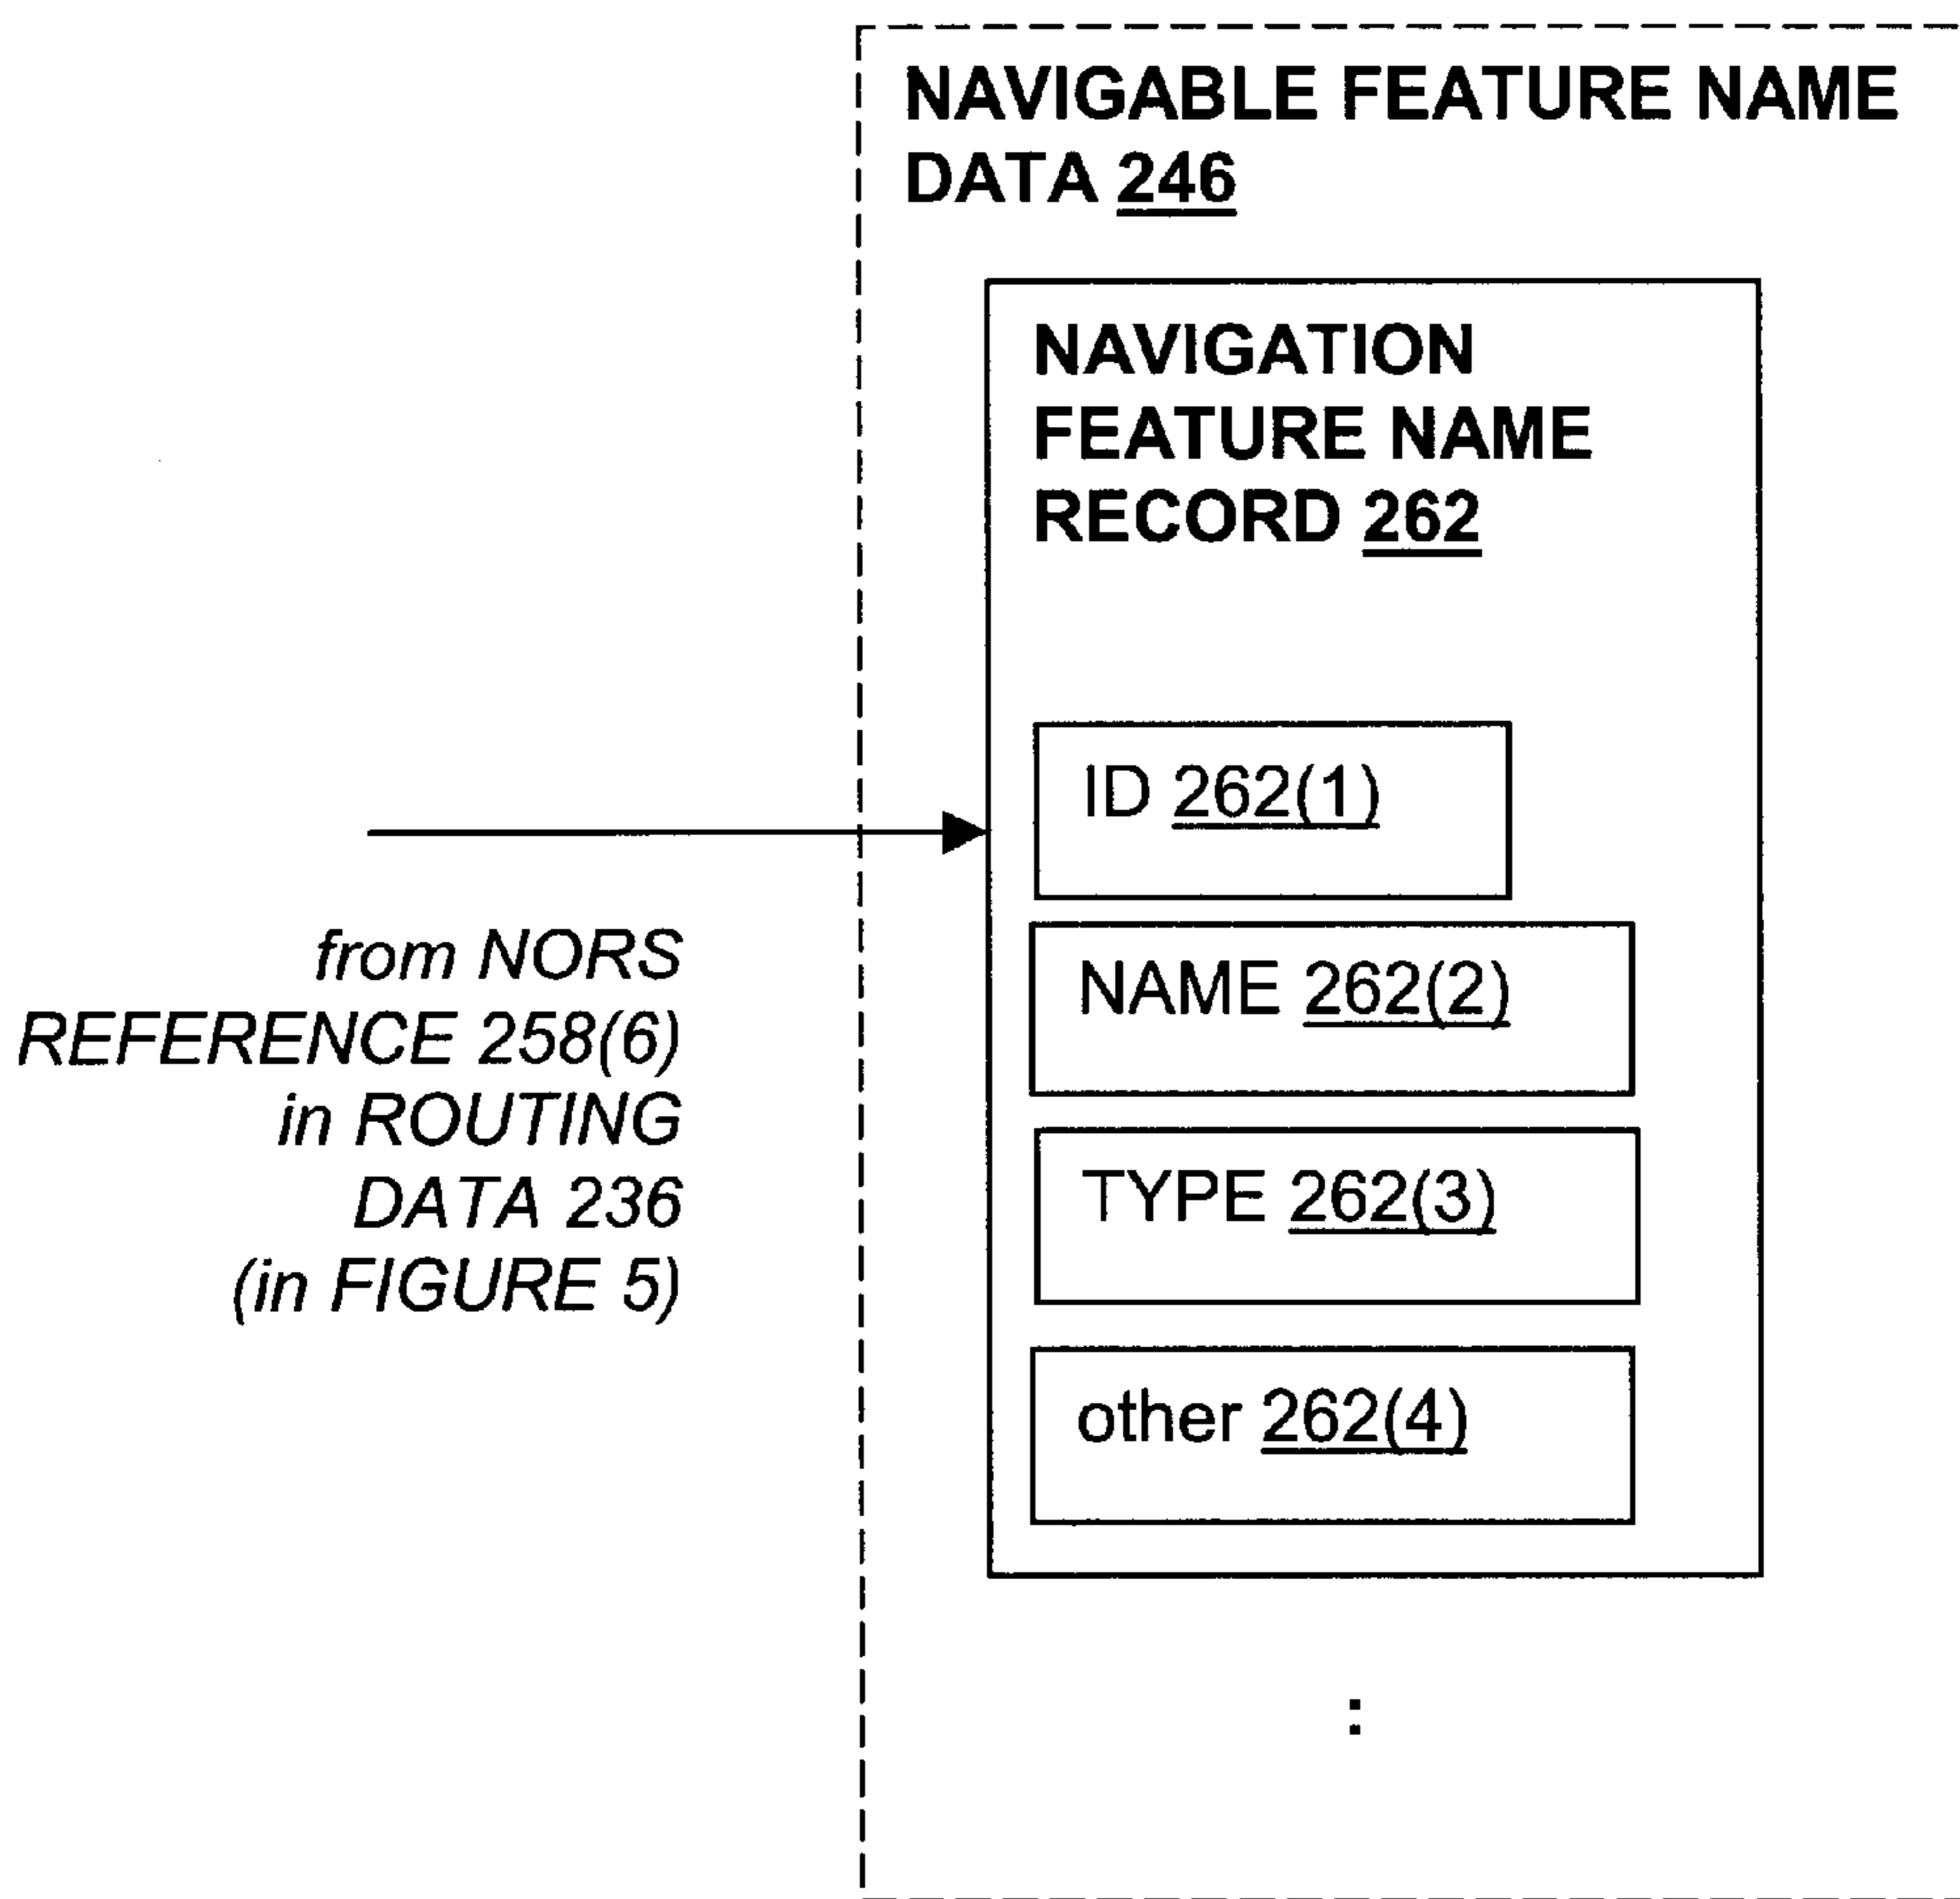 NAVIGABLE FEATURE NAME
DATA 246
NAVIGATION
FEATURE NAME
RECORD 262
ID 262(1)
from NORS
REFERENCE 258(6)
in ROUTING
DATA 236
(in FIGURE 5)
NAME 262(2)
TYPE 262(3)
other 262(4)
: